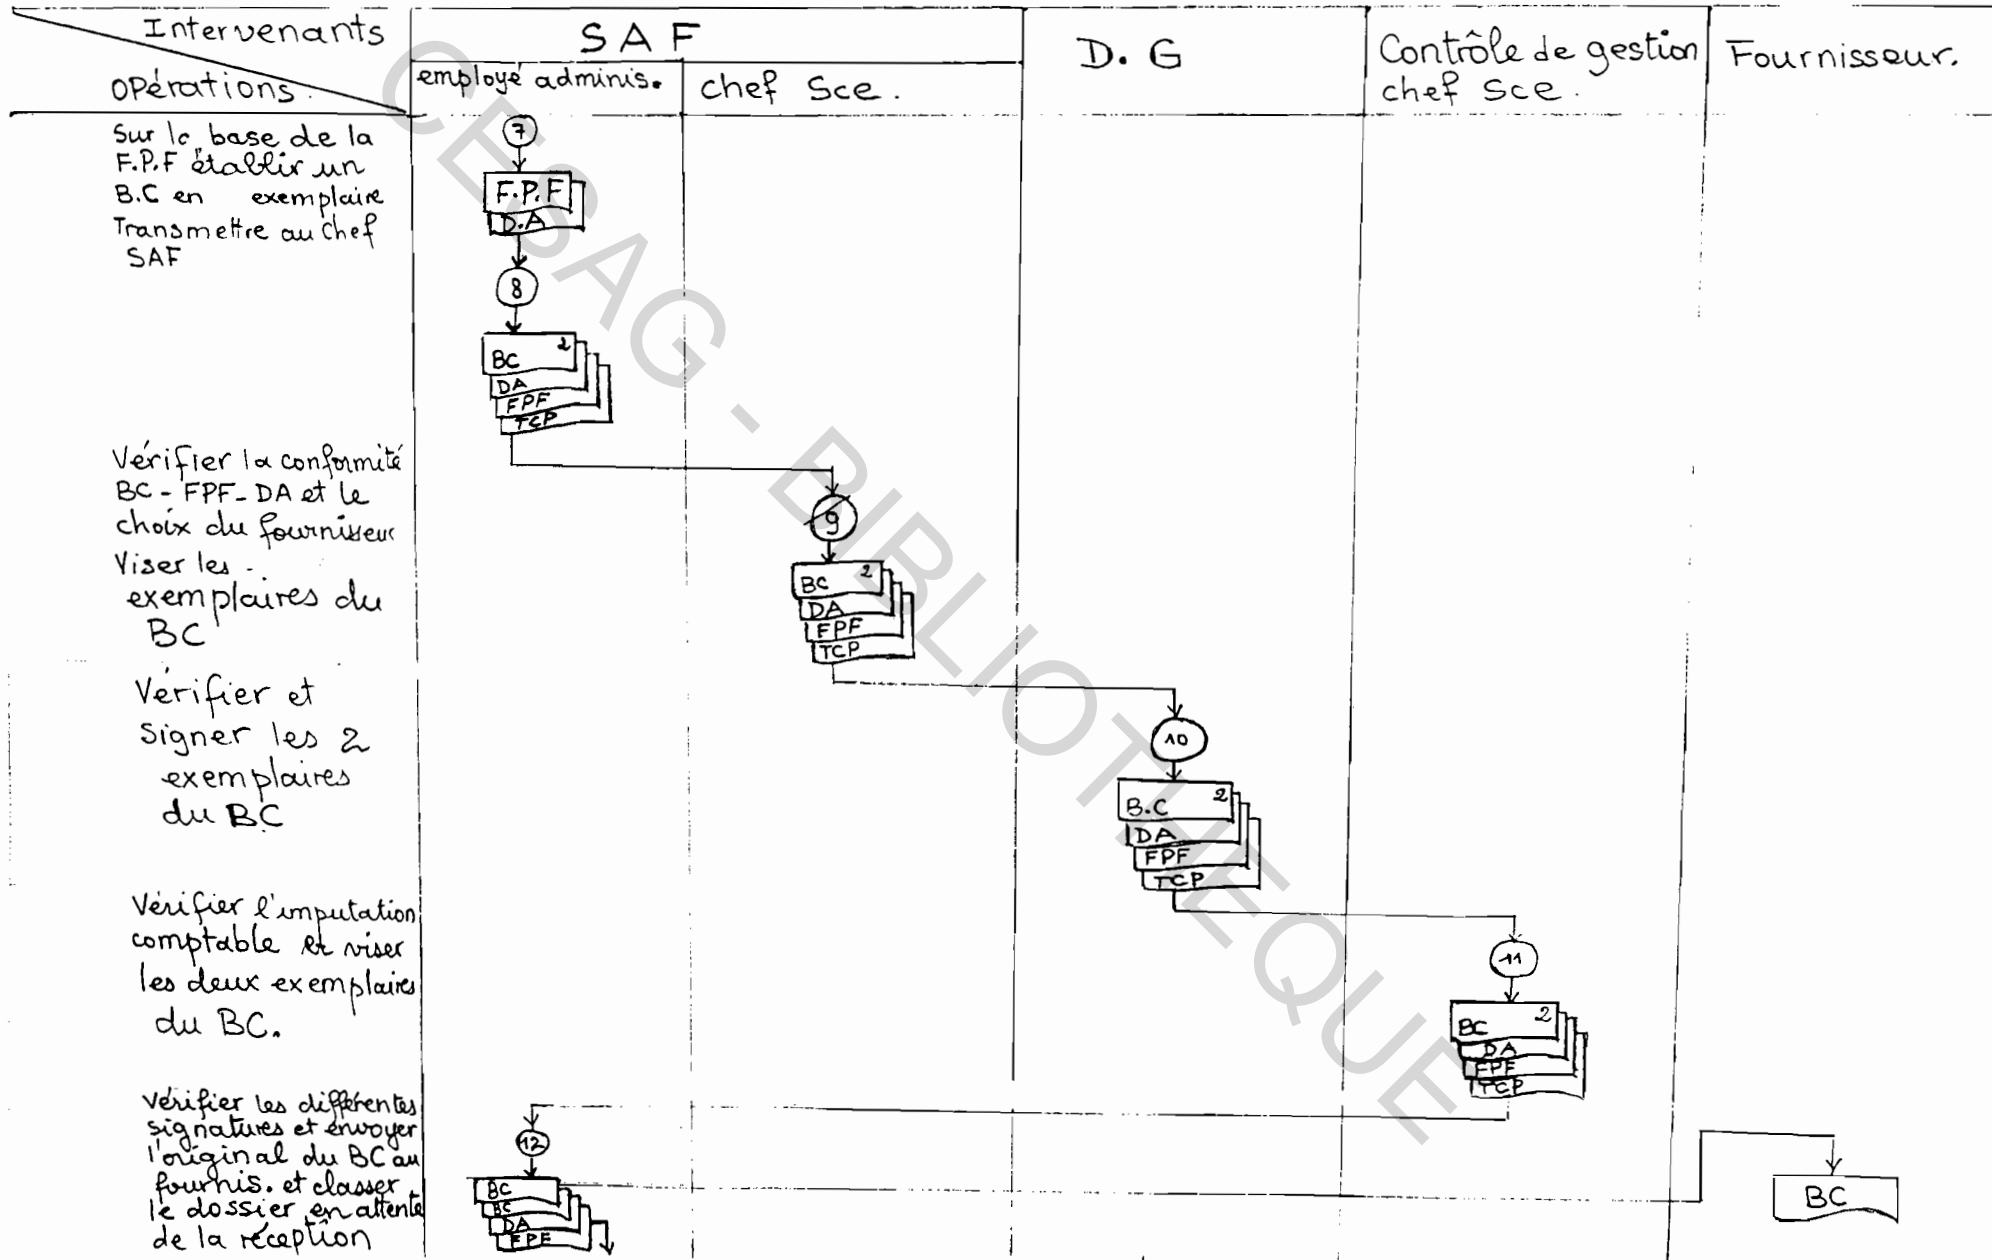 Intervenants
Opérations.
SAF
employé adminis.
chef Sce.
D. G
Contrôle de gestion
chef Sce.
Fournisseur.
Sur la base de la
F.P.F établir un
B.C en exemplaire
Transmettre au Chef
SAF
7
F.P.F
D.A
8
BC 2
DA
FPF
TCP
Vérifier la conformité
BC - FPF - DA et le
choix du fournisseur
Viser les -
exemplaires du
BC
9
BC 2
DA
FPF
TCP
Vérifier et
Signer les 2
exemplaires
du BC
10
B.C 2
DA
FPF
TCP
Vérifier l'imputation
comptable et viser
les deux exemplaires
du BC.
11
BC 2
DA
FPF
TCP
Vérifier les différentes
signatures et envoyer
l'original du BC au
fournis. et classer
le dossier en attente
de la réception
12
BC
BC
DA
FPF
BC
CESAG - BIBLIOTHEQUE